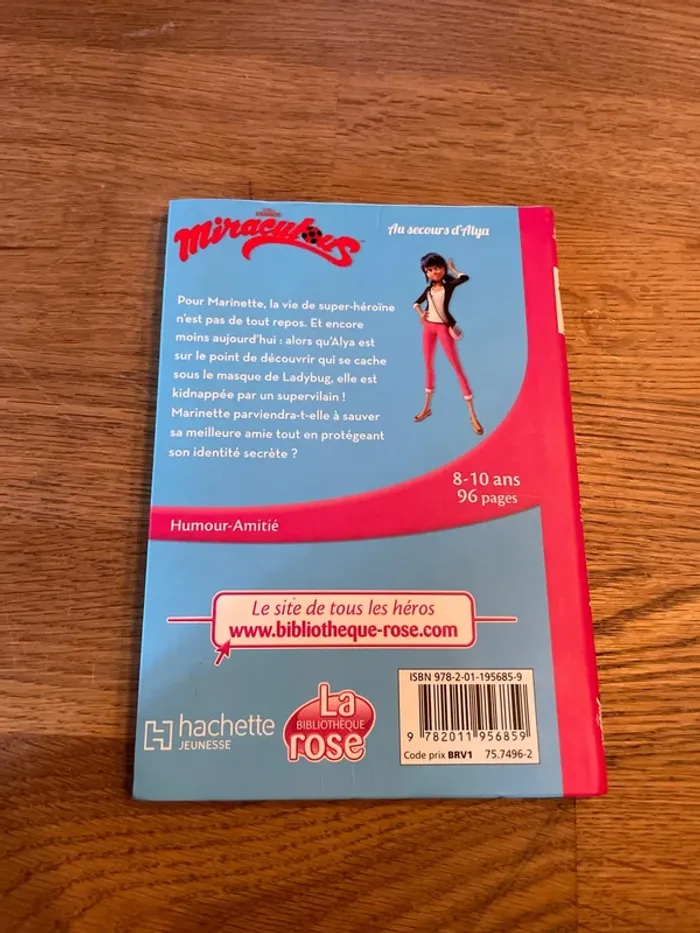 Miraculous
Au secours d'Alya
Pour Marinette, la vie de super-héroïne
n'est pas de tout repos. Et encore
moins aujourd'hui : alors qu'Alya est
sur le point de découvrir qui se cache
sous le masque de Ladybug, elle est
kidnappée par un supervilain !
Marinette parviendra-t-elle à sauver
sa meilleure amie tout en protégeant
son identité secrète ?
8-10 ans
96 pages
Humour-Amitié
Le site de tous les héros
www.bibliotheque-rose.com
hachette
JEUNESSE
La
BIBLIOTHÈQUE
rose
ISBN 978-2-01-195685-9
9 782011 956859
Code prix BRV1 75.7496-2